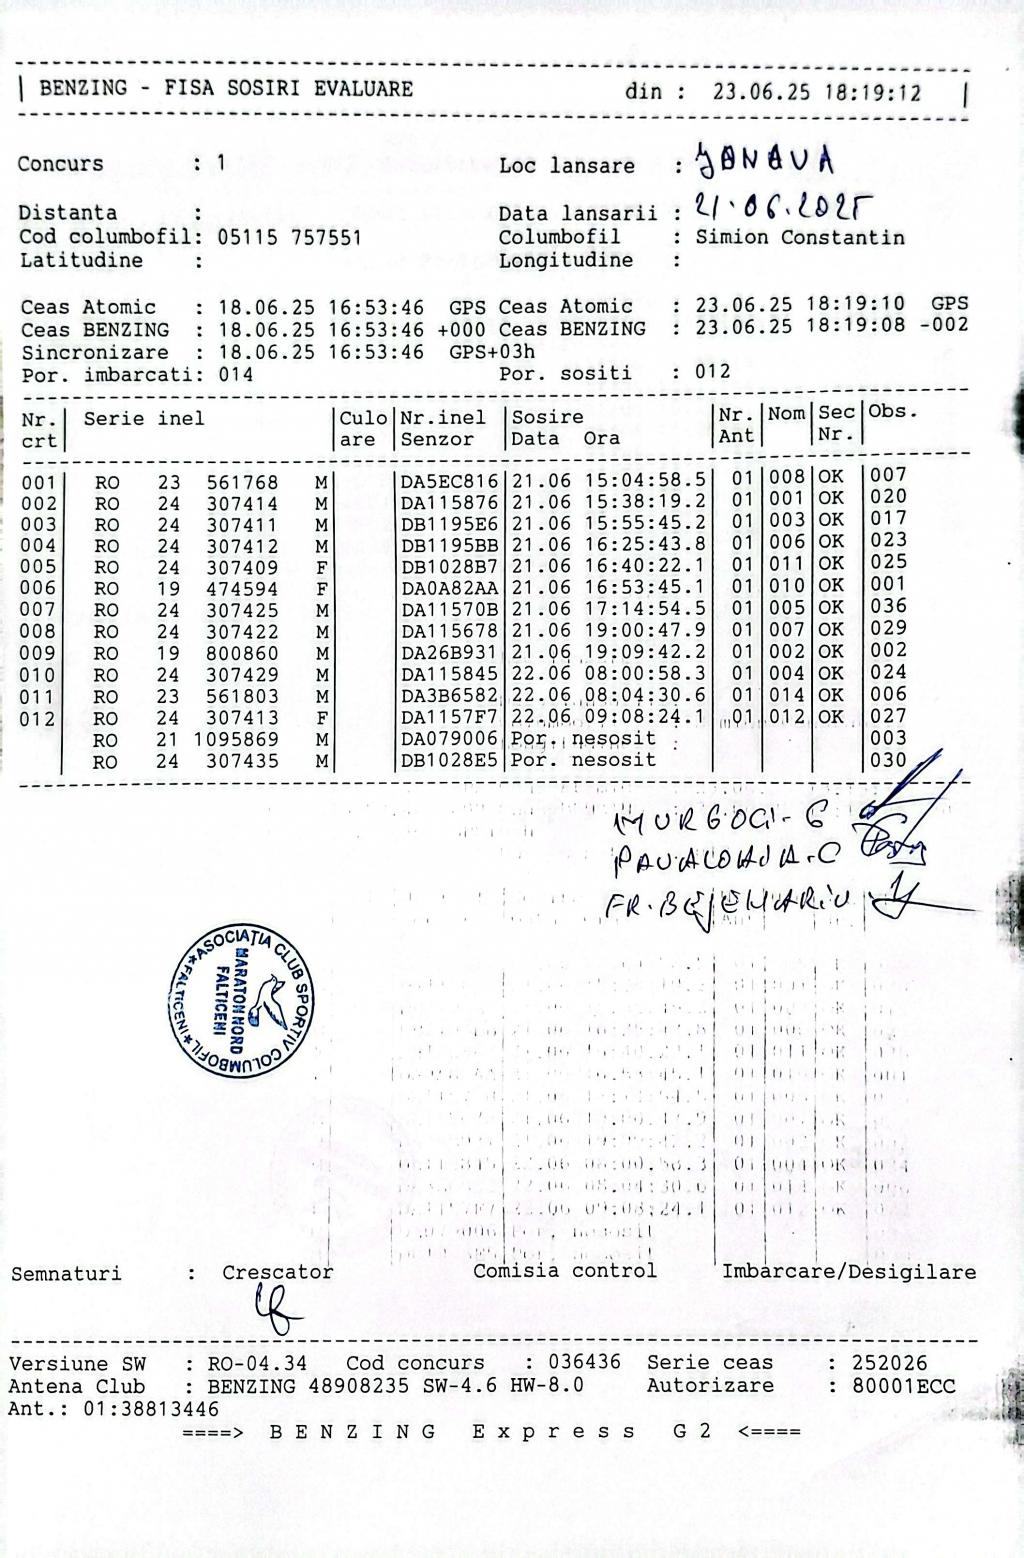 BENZING - FISA SOSIRI EVALUARE din : 23.06.25 18:19:12
Concurs : 1 Loc lansare : JANAVA
Distanta : Data lansarii : 21.06.2025
Cod columbofil: 05115 757551 Columbofil : Simion Constantin
Latitudine : Longitudine :
Ceas Atomic : 18.06.25 16:53:46 GPS Ceas Atomic : 23.06.25 18:19:10 GPS
Ceas BENZING : 18.06.25 16:53:46 +000 Ceas BENZING : 23.06.25 18:19:08 -002
Sincronizare : 18.06.25 16:53:46 GPS+03h
Por. imbarcati: 014 Por. sositi : 012
Nr. Serie inel Culo Nr.inel Sosire Nr. Nom Sec Obs.
crt are Senzor Data Ora Ant Nr.
001 RO 23 561768 M DA5EC816 21.06 15:04:58.5 01 008 OK 007
002 RO 24 307414 M DA115876 21.06 15:38:19.2 01 001 OK 020
003 RO 24 307411 M DB1195E6 21.06 15:55:45.2 01 003 OK 017
004 RO 24 307412 M DB1195BB 21.06 16:25:43.8 01 006 OK 023
005 RO 24 307409 F DB1028B7 21.06 16:40:22.1 01 011 OK 025
006 RO 19 474594 F DA0A82AA 21.06 16:53:45.1 01 010 OK 001
007 RO 24 307425 M DA11570B 21.06 17:14:54.5 01 005 OK 036
008 RO 24 307422 M DA115678 21.06 19:00:47.9 01 007 OK 029
009 RO 19 800860 M DA26B931 21.06 19:09:42.2 01 002 OK 002
010 RO 24 307429 M DA115845 22.06 08:00:58.3 01 004 OK 024
011 RO 23 561803 M DA3B6582 22.06 08:04:30.6 01 014 OK 006
012 RO 24 307413 F DA1157F7 22.06 09:08:24.1 01 012 OK 027
RO 21 1095869 M DA079006 Por. nesosit 003
RO 24 307435 M DB1028E5 Por. nesosit 030
MURGOCI-G
PAVALOAIA-C
FR.BEJENARIU
ASOCIAȚIA CLUB SPORTIV COLUMBOFIL
MARATON NORD
FALTICENI
*FALTICENI*
Semnaturi : Crescator Comisia control Imbarcare/Desigilare
Versiune SW : RO-04.34 Cod concurs : 036436 Serie ceas : 252026
Antena Club : BENZING 48908235 SW-4.6 HW-8.0 Autorizare : 80001ECC
Ant.: 01:38813446
====> B E N Z I N G E x p r e s s G 2 <====